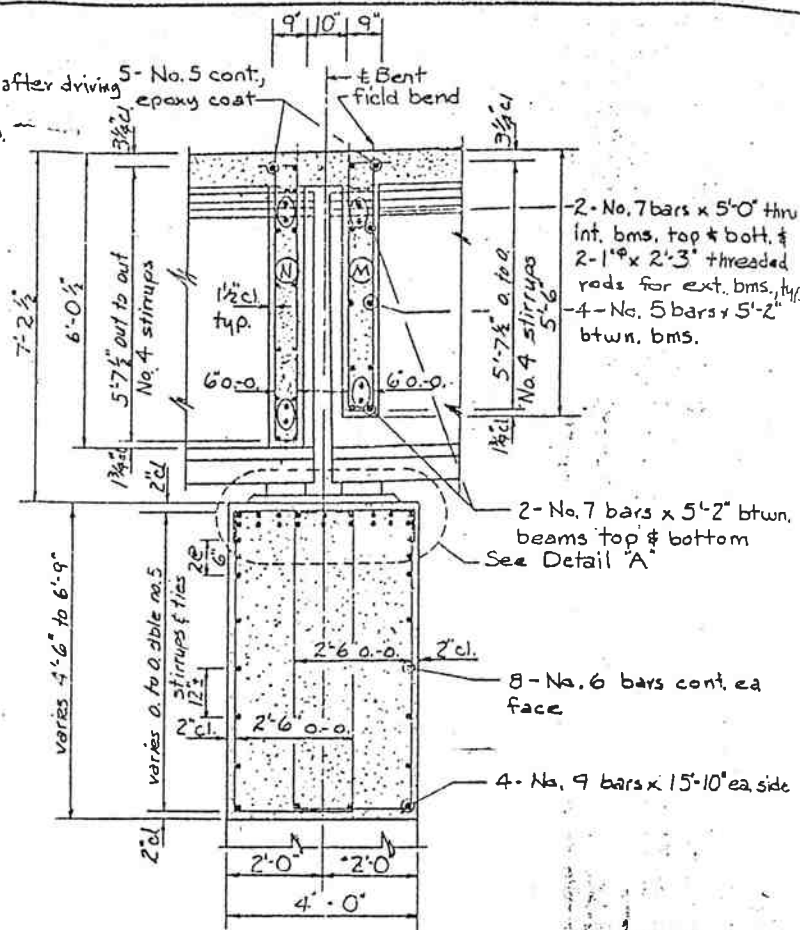 9" 10" 9"
after driving
5- No. 5 cont.,
epoxy coat
℄ Bent
field bend
3¼" cl
3½" cl
7'-2½"
6'-0½"
5'-7½" out to out
No. 4 stirrups
1½" cl.
typ.
N
M
6" o.-o.
6" o.-o.
5'-7½" o. to o.
No. 4 stirrups
5'-6"
2- No. 7 bars x 5'-0" thru
int. bms. top & bott. &
2-1"φ x 2'-3" threaded
rods for ext. bms., typ.
4- No. 5 bars x 5'-2"
btwn. bms.
1¾" cl
1¾" cl
2" cl
2- No. 7 bars x 5'-2" btwn.
beams top & bottom
See Detail "A"
varies 4'-6" to 6'-9"
varies o. to o. dble no. 5
stirrups & ties
2@
6"
12"±
2'-6" o.-o.
2" cl.
2" cl.
2'-6" o.-o.
8- No. 6 bars cont. ea
face
4- No. 9 bars x 15'-10" ea side
2" cl
2'-0" 2'-0"
4'-0"